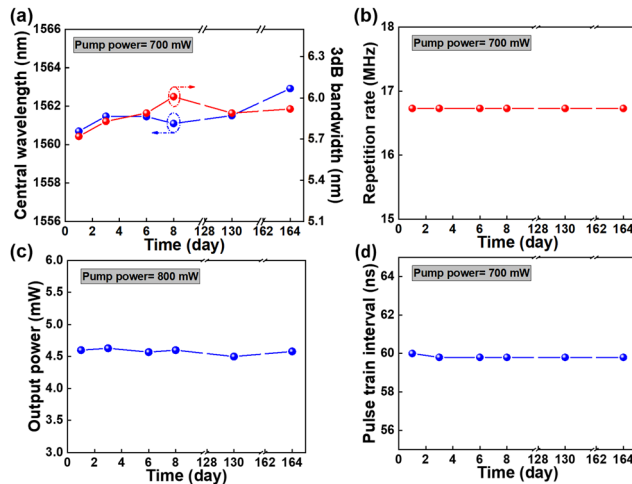 (a)
Pump power= 700 mW
Central wavelength (nm)
1566
1564
1562
1560
1558
1556
6.3
6.0
5.7
5.4
5.1
3dB bandwidth (nm)
0 2 4 6 8 128 130 162 164
Time (day)
(b)
Pump power= 700 mW
Repetition rate (MHz)
18
17
16
15
0 2 4 6 8 128 130 162 164
Time (day)
(c)
Pump power= 800 mW
Output power (mW)
6.0
5.5
5.0
4.5
4.0
3.5
3.0
0 2 4 6 8 128 130 162 164
Time (day)
(d)
Pump power= 700 mW
Pulse train interval (ns)
64
62
60
58
56
54
0 2 4 6 8 128 130 162 164
Time (day)